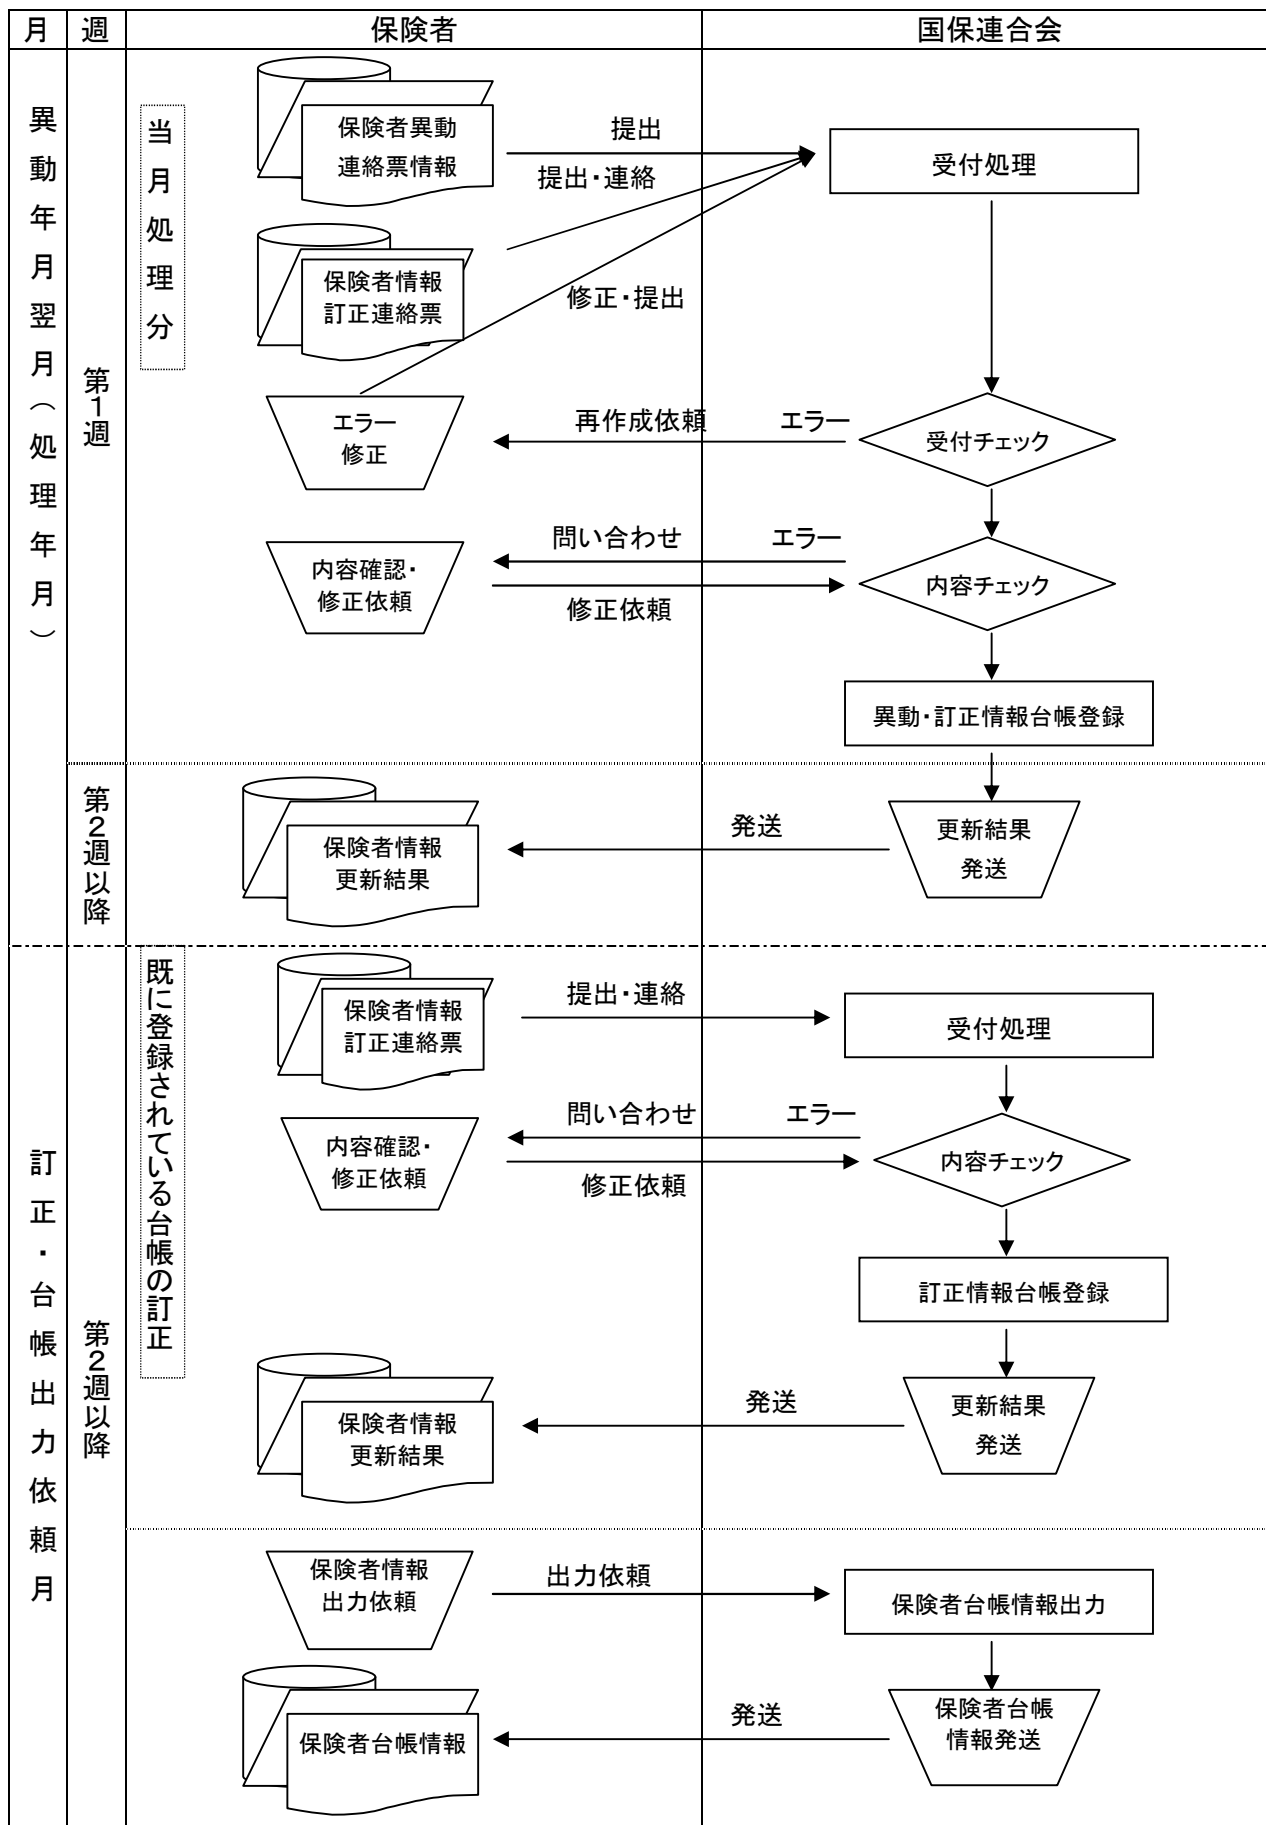 月
週
保険者
国保連合会
異動年月翌月（処理年月）
第1週
当月処理分
保険者異動
連絡票情報
提出
提出・連絡
受付処理
保険者情報
訂正連絡票
修正・提出
エラー
修正
再作成依頼
エラー
受付チェック
内容確認・
修正依頼
問い合わせ
エラー
修正依頼
内容チェック
異動・訂正情報台帳登録
第2週以降
保険者情報
更新結果
発送
更新結果
発送
訂正・台帳出力依頼月
第2週以降
既に登録されている台帳の訂正
保険者情報
訂正連絡票
提出・連絡
受付処理
内容確認・
修正依頼
問い合わせ
エラー
修正依頼
内容チェック
訂正情報台帳登録
保険者情報
更新結果
発送
更新結果
発送
保険者情報
出力依頼
出力依頼
保険者台帳情報出力
保険者台帳情報
発送
保険者台帳
情報発送